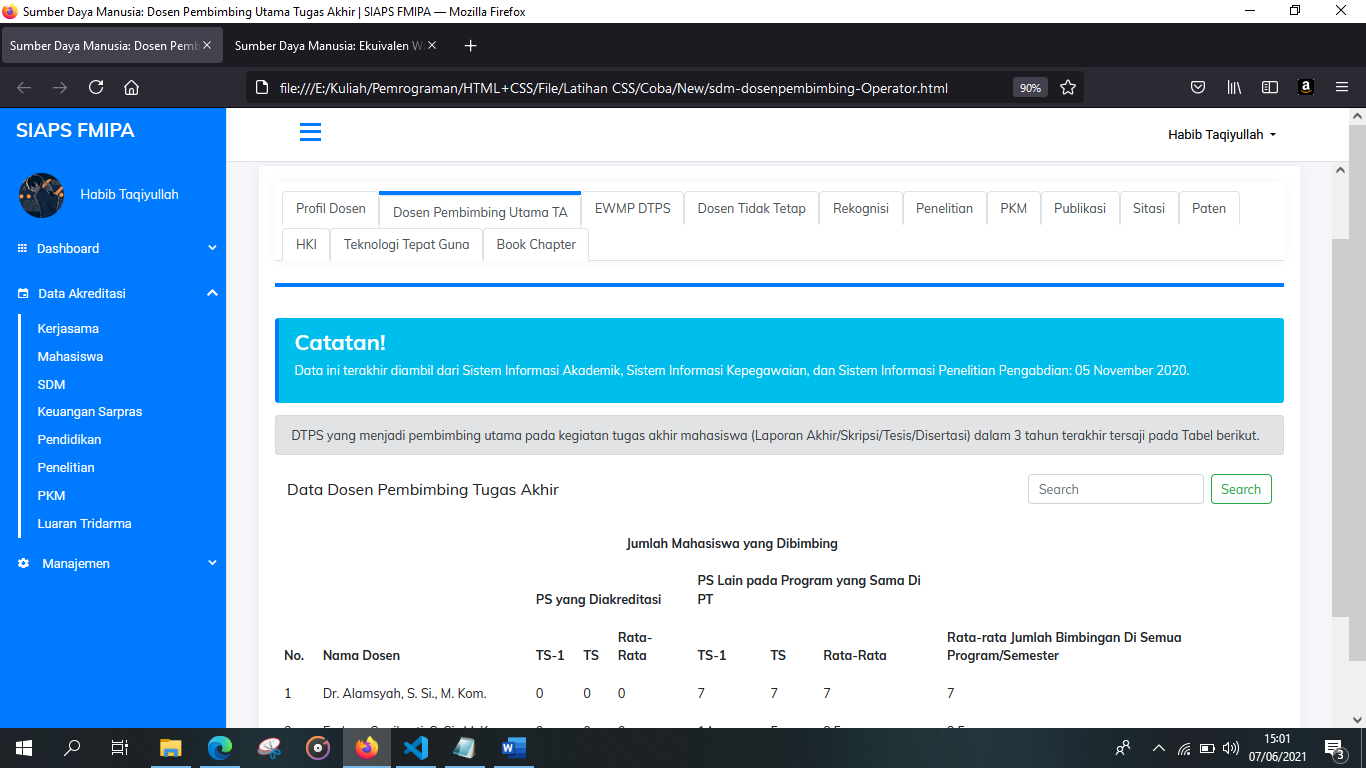 Sumber Daya Manusia: Dosen Pembimbing Utama Tugas Akhir | SIAPS FMIPA — Mozilla Firefox
Sumber Daya Manusia: Dosen Pemb
Sumber Daya Manusia: Ekuivalen W
file:///E:/Kuliah/Pemrograman/HTML+CSS/File/Latihan CSS/Coba/New/sdm-dosenpembimbing-Operator.html
90%
SIAPS FMIPA
Habib Taqiyullah
Habib Taqiyullah
Dashboard
Data Akreditasi
Kerjasama
Mahasiswa
SDM
Keuangan Sarpras
Pendidikan
Penelitian
PKM
Luaran Tridarma
Manajemen
Profil Dosen Dosen Pembimbing Utama TA EWMP DTPS Dosen Tidak Tetap Rekognisi Penelitian PKM Publikasi Sitasi Paten
HKI Teknologi Tepat Guna Book Chapter
Catatan!
Data ini terakhir diambil dari Sistem Informasi Akademik, Sistem Informasi Kepegawaian, dan Sistem Informasi Penelitian Pengabdian: 05 November 2020.
DTPS yang menjadi pembimbing utama pada kegiatan tugas akhir mahasiswa (Laporan Akhir/Skripsi/Tesis/Disertasi) dalam 3 tahun terakhir tersaji pada Tabel berikut.
Data Dosen Pembimbing Tugas Akhir
Search Search
Jumlah Mahasiswa yang Dibimbing
PS yang Diakreditasi
PS Lain pada Program yang Sama Di
PT
No. Nama Dosen TS-1 TS
Rata-
Rata
TS-1 TS Rata-Rata
Rata-rata Jumlah Bimbingan Di Semua
Program/Semester
1 Dr. Alamsyah, S. Si., M. Kom. 0 0 0 7 7 7 7
15:01
07/06/2021
3